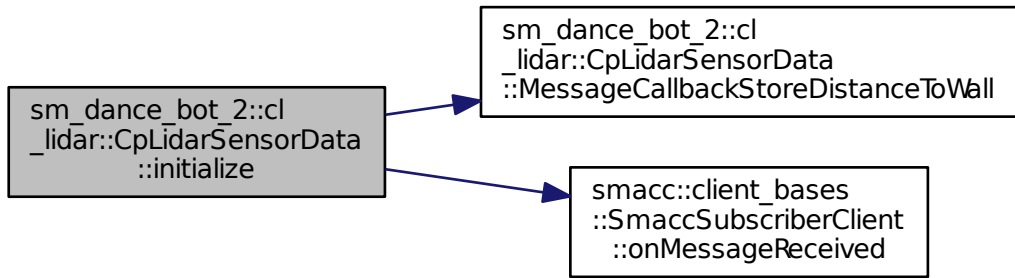 sm_dance_bot_2::cl
_lidar::CpLidarSensorData
::initialize
sm_dance_bot_2::cl
_lidar::CpLidarSensorData
::MessageCallbackStoreDistanceToWall
smacc::client_bases
::SmaccSubscriberClient
::onMessageReceived